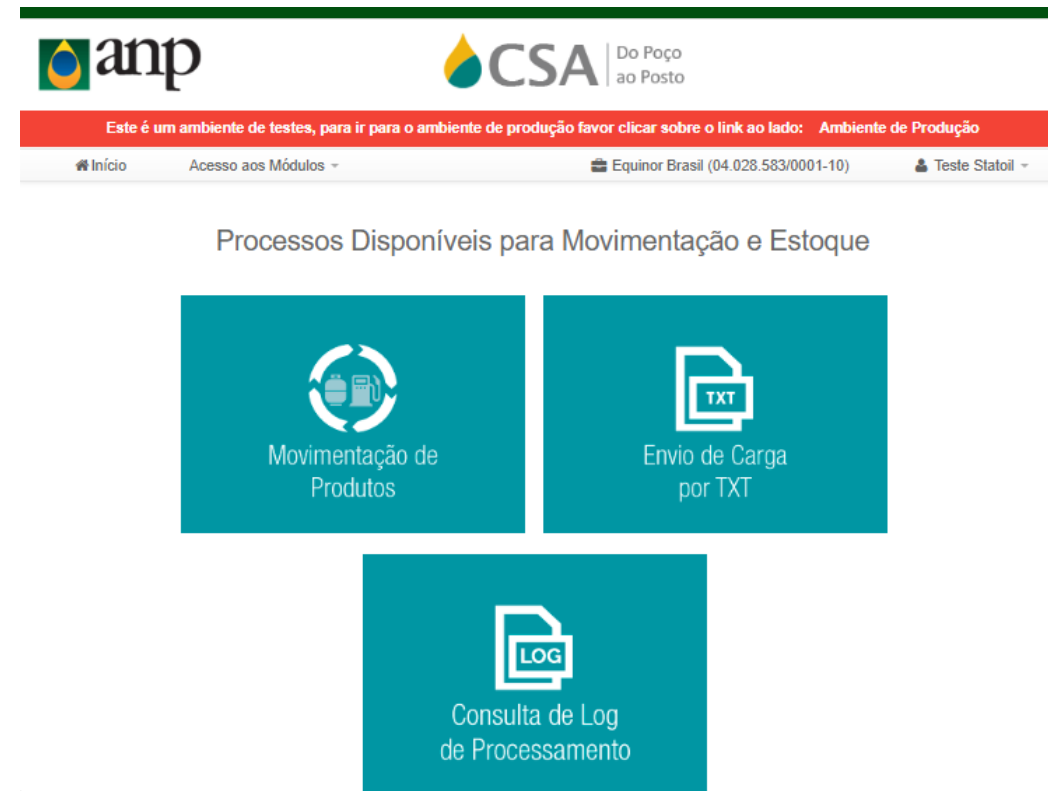 anp
CSA Do Poço
ao Posto
Este é um ambiente de testes, para ir para o ambiente de produção favor clicar sobre o link ao lado: Ambiente de Produção
Início Acesso aos Módulos Equinor Brasil (04.028.583/0001-10) Teste Statoil
Processos Disponíveis para Movimentação e Estoque
Movimentação de
Produtos
TXT
Envio de Carga
por TXT
LOG
Consulta de Log
de Processamento